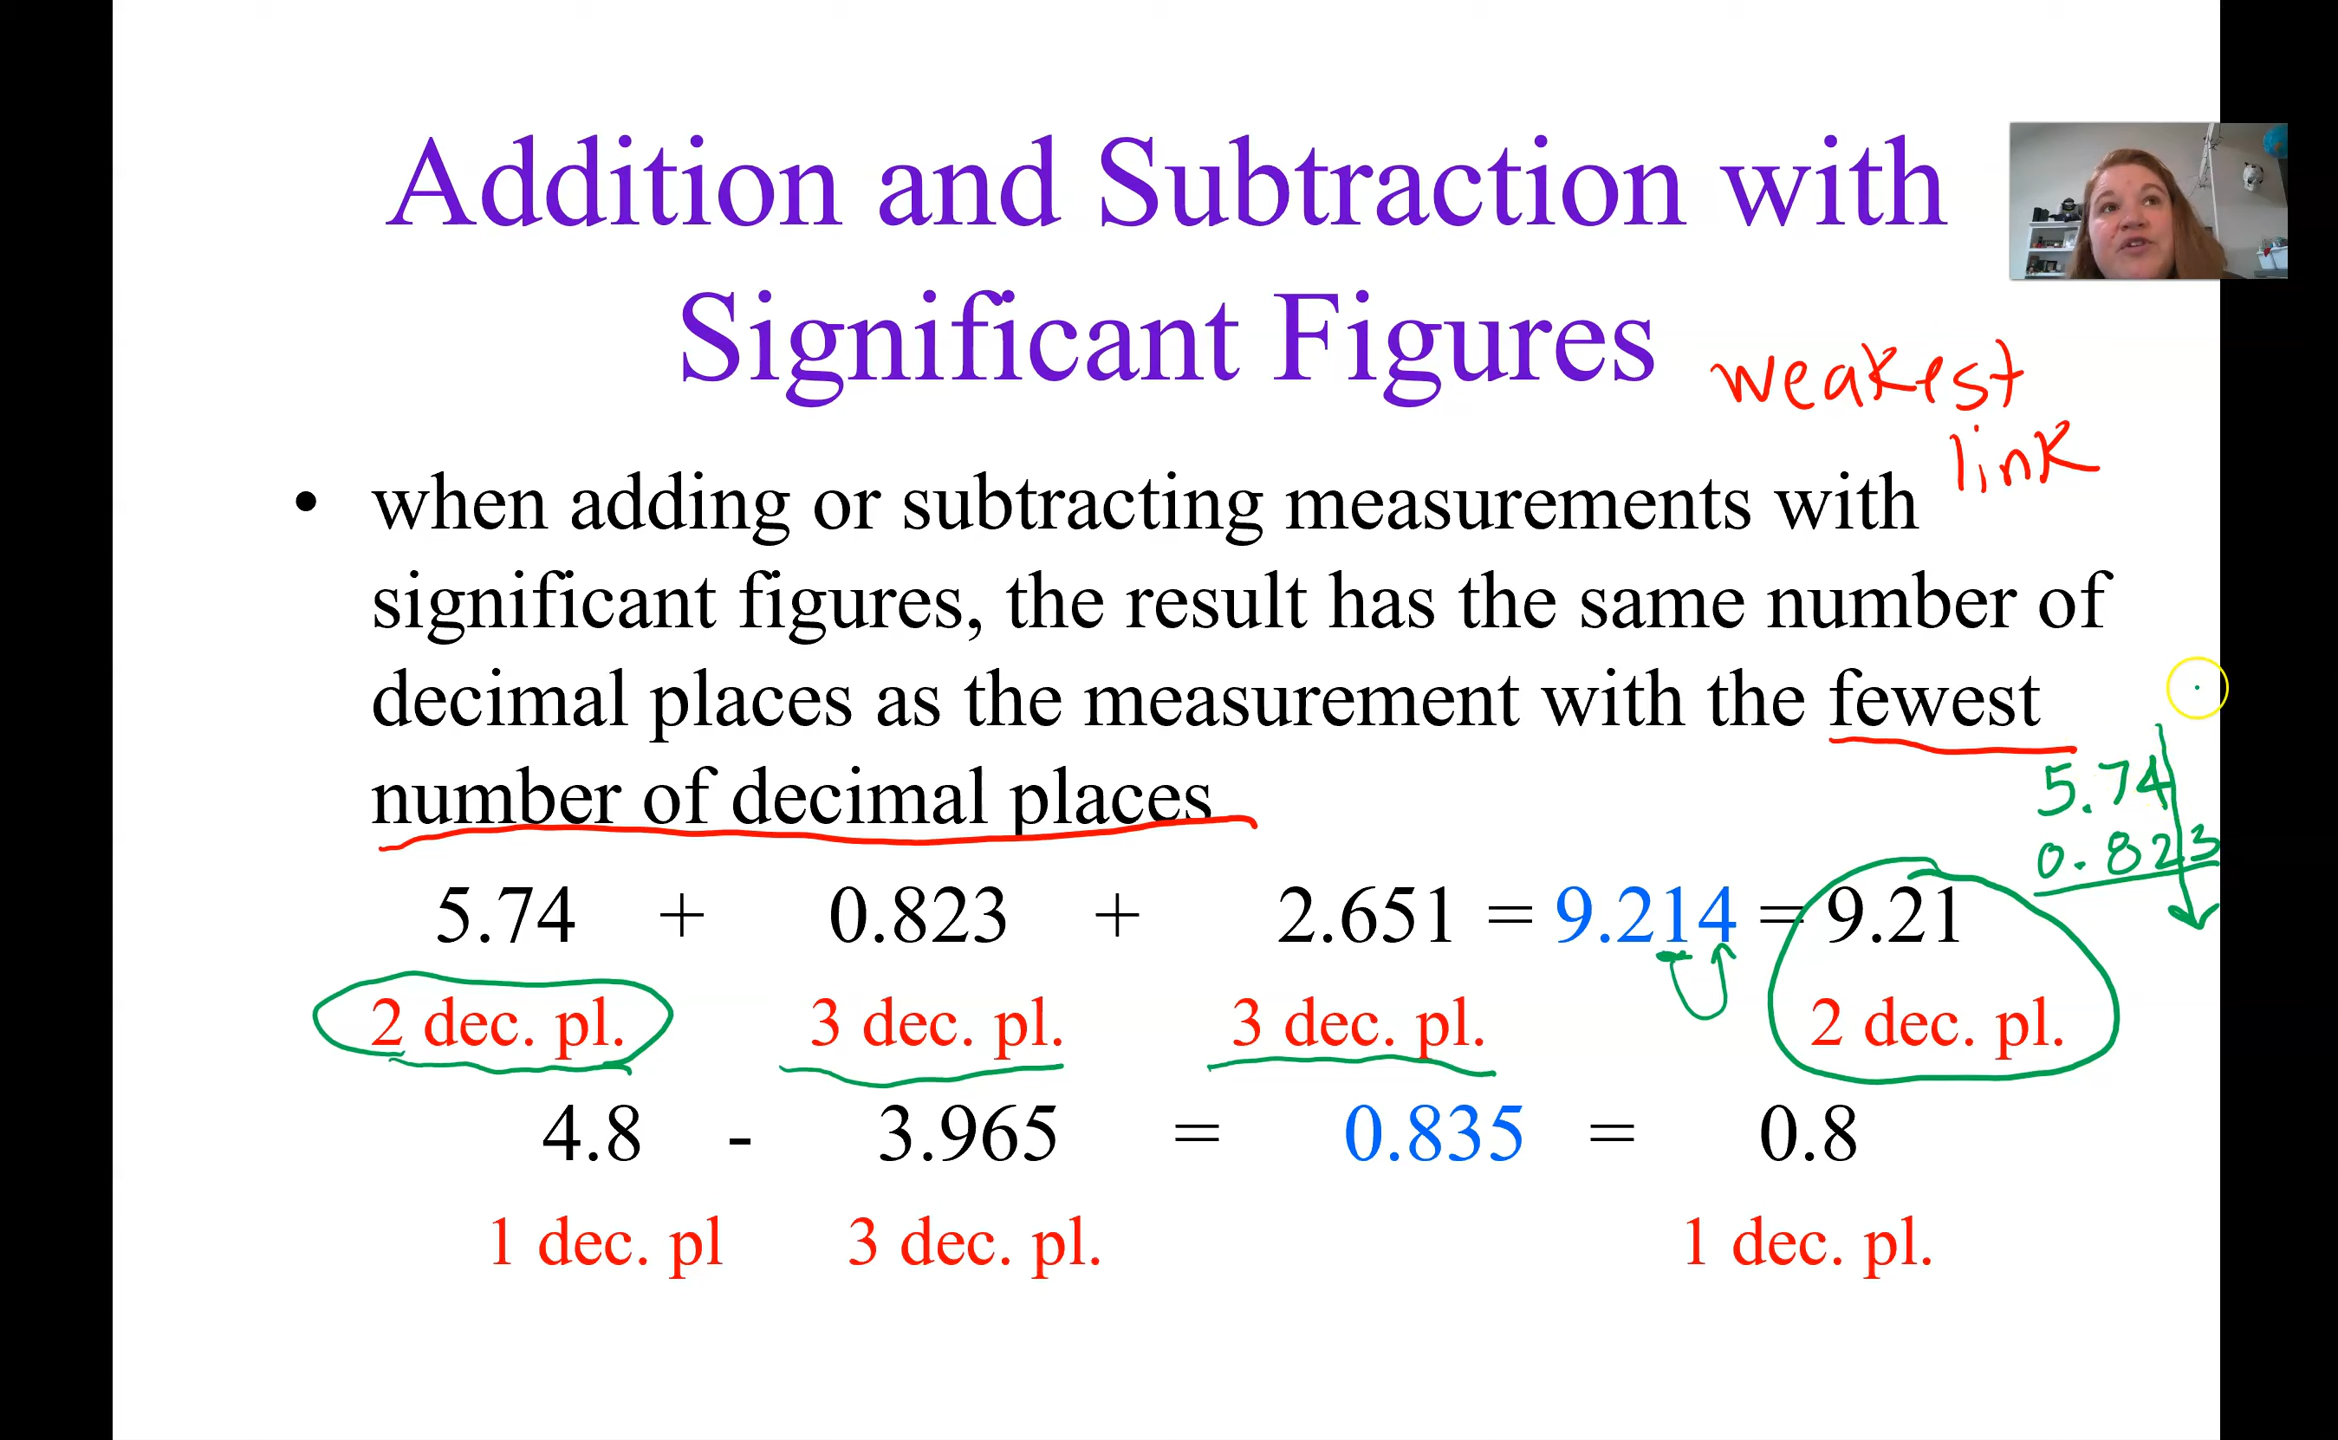 Addition and Subtraction with
Significant Figures
weakest
link
• when adding or subtracting measurements with
significant figures, the result has the same number of
decimal places as the measurement with the fewest
number of decimal places
5.74
0.823
5.74 + 0.823 + 2.651 = 9.214 = 9.21
2 dec. pl. 3 dec. pl. 3 dec. pl. 2 dec. pl.
4.8 - 3.965 = 0.835 = 0.8
1 dec. pl 3 dec. pl. 1 dec. pl.